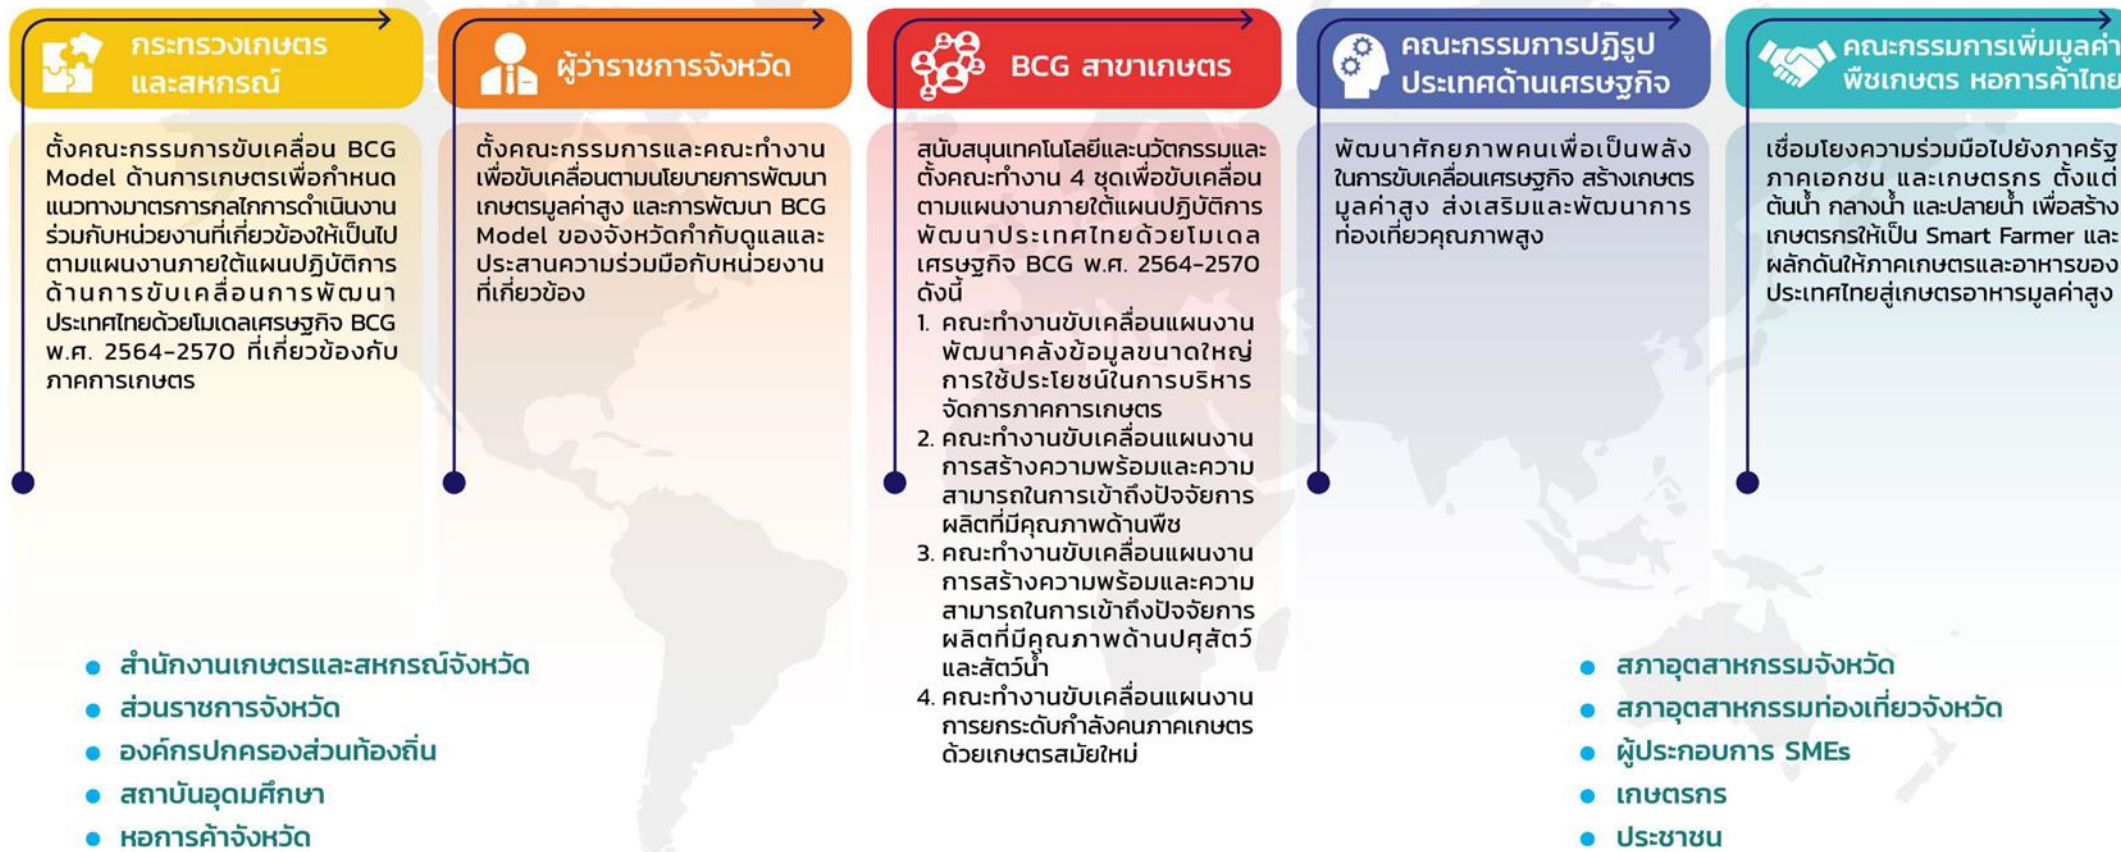 กระทรวงเกษตร
และสหกรณ์
ตั้งคณะกรรมการขับเคลื่อน BCG
Model ด้านการเกษตรเพื่อกำหนด
แนวทางมาตรการกลไกการดำเนินงาน
ร่วมกับหน่วยงานที่เกี่ยวข้องให้เป็นไป
ตามแผนงานภายใต้แผนปฏิบัติการ
ด้านการขับเคลื่อนการพัฒนา
ประเทศไทยด้วยโมเดลเศรษฐกิจ BCG
พ.ศ. 2564-2570 ที่เกี่ยวข้องกับ
ภาคการเกษตร
ผู้ว่าราชการจังหวัด
ตั้งคณะกรรมการและคณะทำงาน
เพื่อขับเคลื่อนตามนโยบายการพัฒนา
เกษตรมูลค่าสูง และการพัฒนา BCG
Model ของจังหวัดกำกับดูแลและ
ประสานความร่วมมือกับหน่วยงาน
ที่เกี่ยวข้อง
BCG สาขาเกษตร
สนับสนุนเทคโนโลยีและนวัตกรรมและ
ตั้งคณะทำงาน 4 ชุดเพื่อขับเคลื่อน
ตามแผนงานภายใต้แผนปฏิบัติการ
พัฒนาประเทศไทยด้วยโมเดล
เศรษฐกิจ BCG พ.ศ. 2564-2570
ดังนี้
1. คณะทำงานขับเคลื่อนแผนงาน
พัฒนาคลังข้อมูลขนาดใหญ่
การใช้ประโยชน์ในการบริหาร
จัดการภาคการเกษตร
2. คณะทำงานขับเคลื่อนแผนงาน
การสร้างความพร้อมและความ
สามารถในการเข้าถึงปัจจัยการ
ผลิตที่มีคุณภาพด้านพืช
3. คณะทำงานขับเคลื่อนแผนงาน
การสร้างความพร้อมและความ
สามารถในการเข้าถึงปัจจัยการ
ผลิตที่มีคุณภาพด้านปศุสัตว์
และสัตว์น้ำ
4. คณะทำงานขับเคลื่อนแผนงาน
การยกระดับกำลังคนภาคเกษตร
ด้วยเกษตรสมัยใหม่
คณะกรรมการปฏิรูป
ประเทศด้านเศรษฐกิจ
พัฒนาศักยภาพคนเพื่อเป็นพลัง
ในการขับเคลื่อนเศรษฐกิจ สร้างเกษตร
มูลค่าสูง ส่งเสริมและพัฒนาการ
ท่องเที่ยวคุณภาพสูง
คณะกรรมการเพิ่มมูลค่า
พืชเกษตร หอการค้าไทย
เชื่อมโยงความร่วมมือไปยังภาครัฐ
ภาคเอกชน และเกษตรกร ตั้งแต่
ต้นน้ำ กลางน้ำ และปลายน้ำ เพื่อสร้าง
เกษตรกรให้เป็น Smart Farmer และ
ผลักดันให้ภาคเกษตรและอาหารของ
ประเทศไทยสู่เกษตรอาหารมูลค่าสูง
● สำนักงานเกษตรและสหกรณ์จังหวัด
● ส่วนราชการจังหวัด
● องค์กรปกครองส่วนท้องถิ่น
● สถาบันอุดมศึกษา
● หอการค้าจังหวัด
● สภาอุตสาหกรรมจังหวัด
● สภาอุตสาหกรรมท่องเที่ยวจังหวัด
● ผู้ประกอบการ SMEs
● เกษตรกร
● ประชาชน